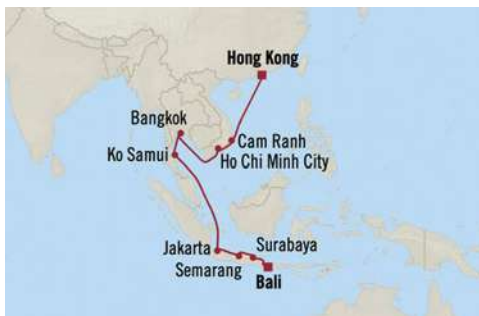 Hong Kong
Bangkok
Cam Ranh
Ko Samui
Ho Chi Minh City
Jakarta
Surabaya
Semarang
Bali